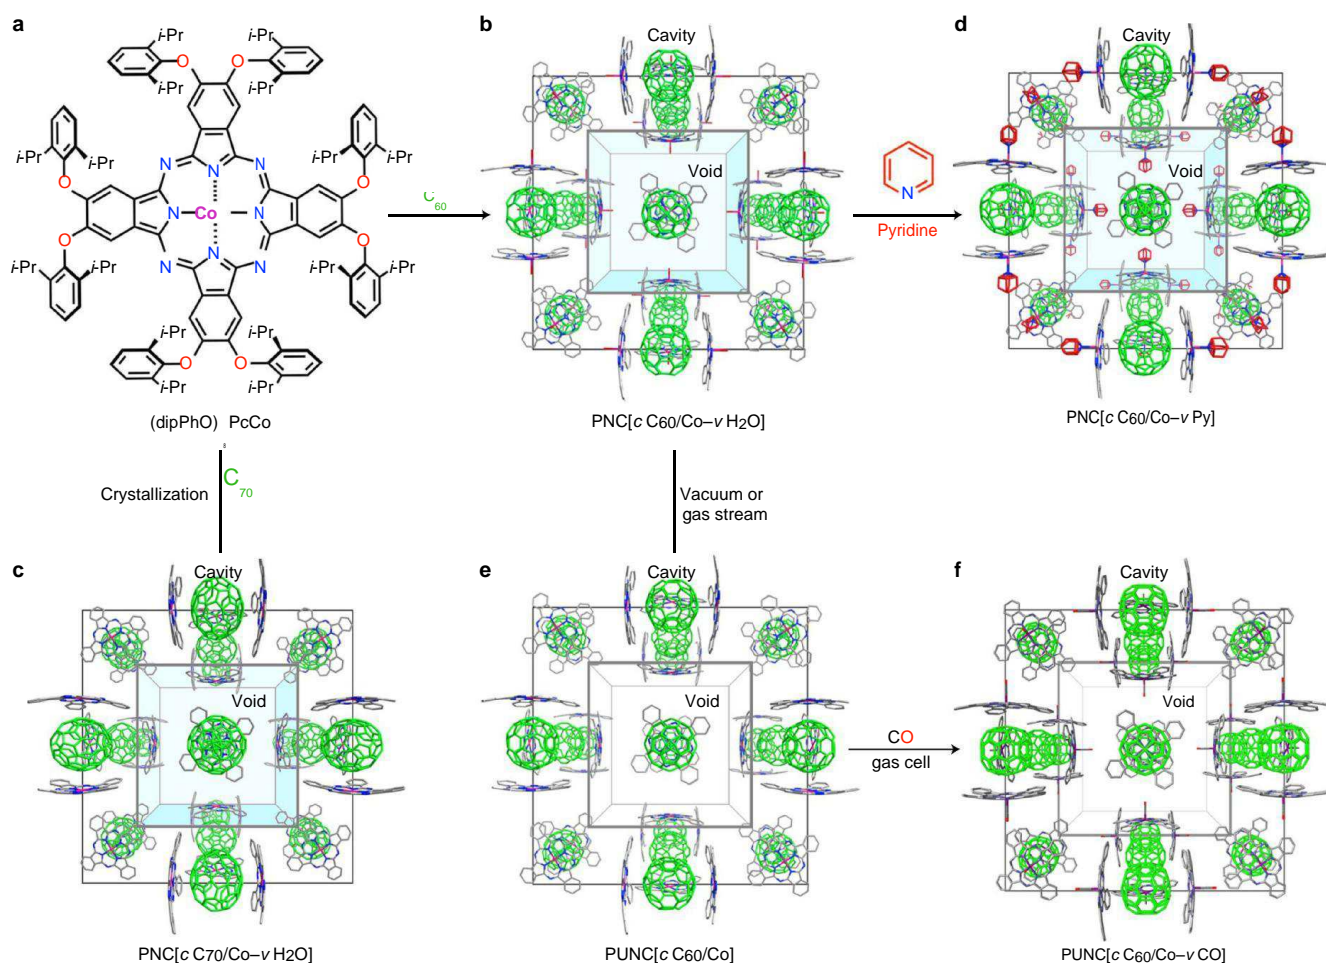 a
i-Pr
i-Pr
O
O
i-Pr
i-Pr
i-Pr
i-Pr
i-Pr
i-Pr
i-Pr
i-Pr
O
O
N
N
N
N
Co
N
N
N
N
O
O
i-Pr
i-Pr
i-Pr
i-Pr
O
O
i-Pr
i-Pr
i-Pr
i-Pr
(dipPhO) PcCo
8
C60
b
Cavity
Void
PNC[c C60/Co–v H2O]
N
Pyridine
d
Cavity
Void
PNC[c C60/Co–v Py]
Crystallization
C70
Vacuum or
gas stream
c
Cavity
Void
PNC[c C70/Co–v H2O]
e
Cavity
Void
PUNC[c C60/Co]
CO
gas cell
f
Cavity
Void
PUNC[c C60/Co–v CO]